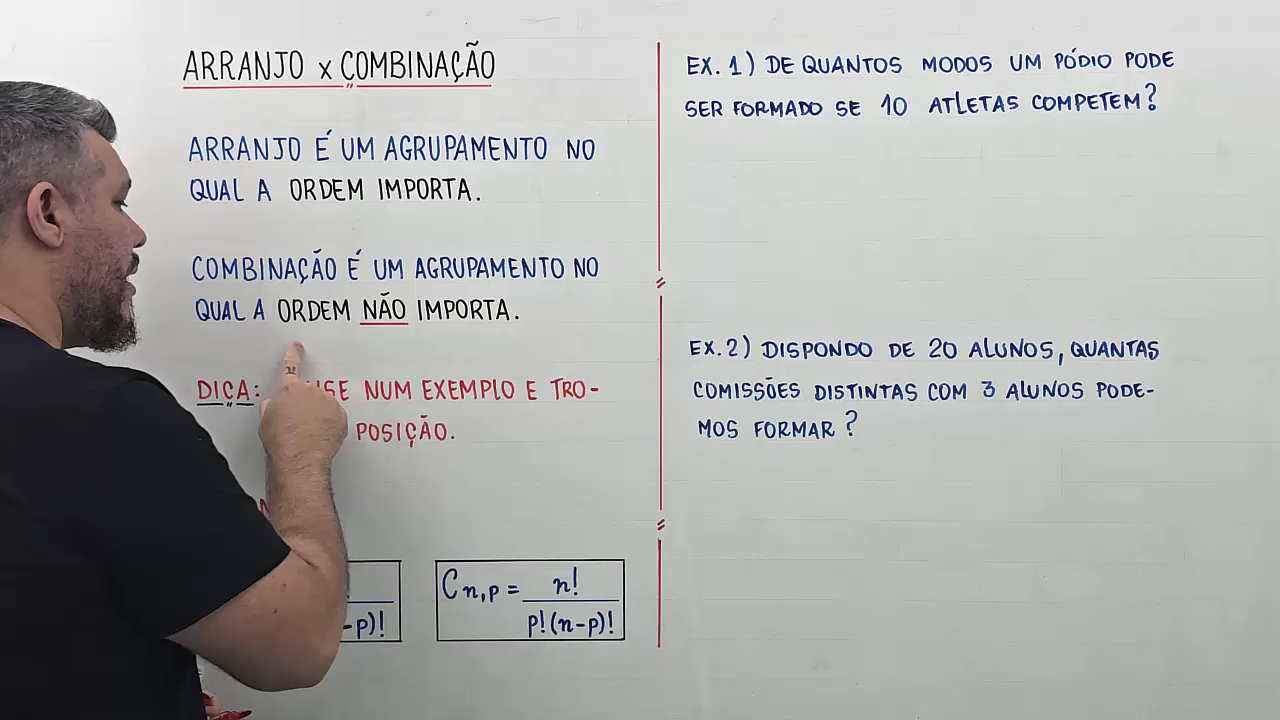 ARRANJO x COMBINAÇÃO
ARRANJO É UM AGRUPAMENTO NO
QUAL A ORDEM IMPORTA.
COMBINAÇÃO É UM AGRUPAMENTO NO
QUAL A ORDEM NÃO IMPORTA.
DICA: NUM EXEMPLO E TRO-
POSIÇÃO.
-p)!
Cn,p = n!
p!(n-p)!
EX. 1) DE QUANTOS MODOS UM PÓDIO PODE
SER FORMADO SE 10 ATLETAS COMPETEM?
EX. 2) DISPONDO DE 20 ALUNOS, QUANTAS
COMISSÕES DISTINTAS COM 3 ALUNOS PODE-
MOS FORMAR?